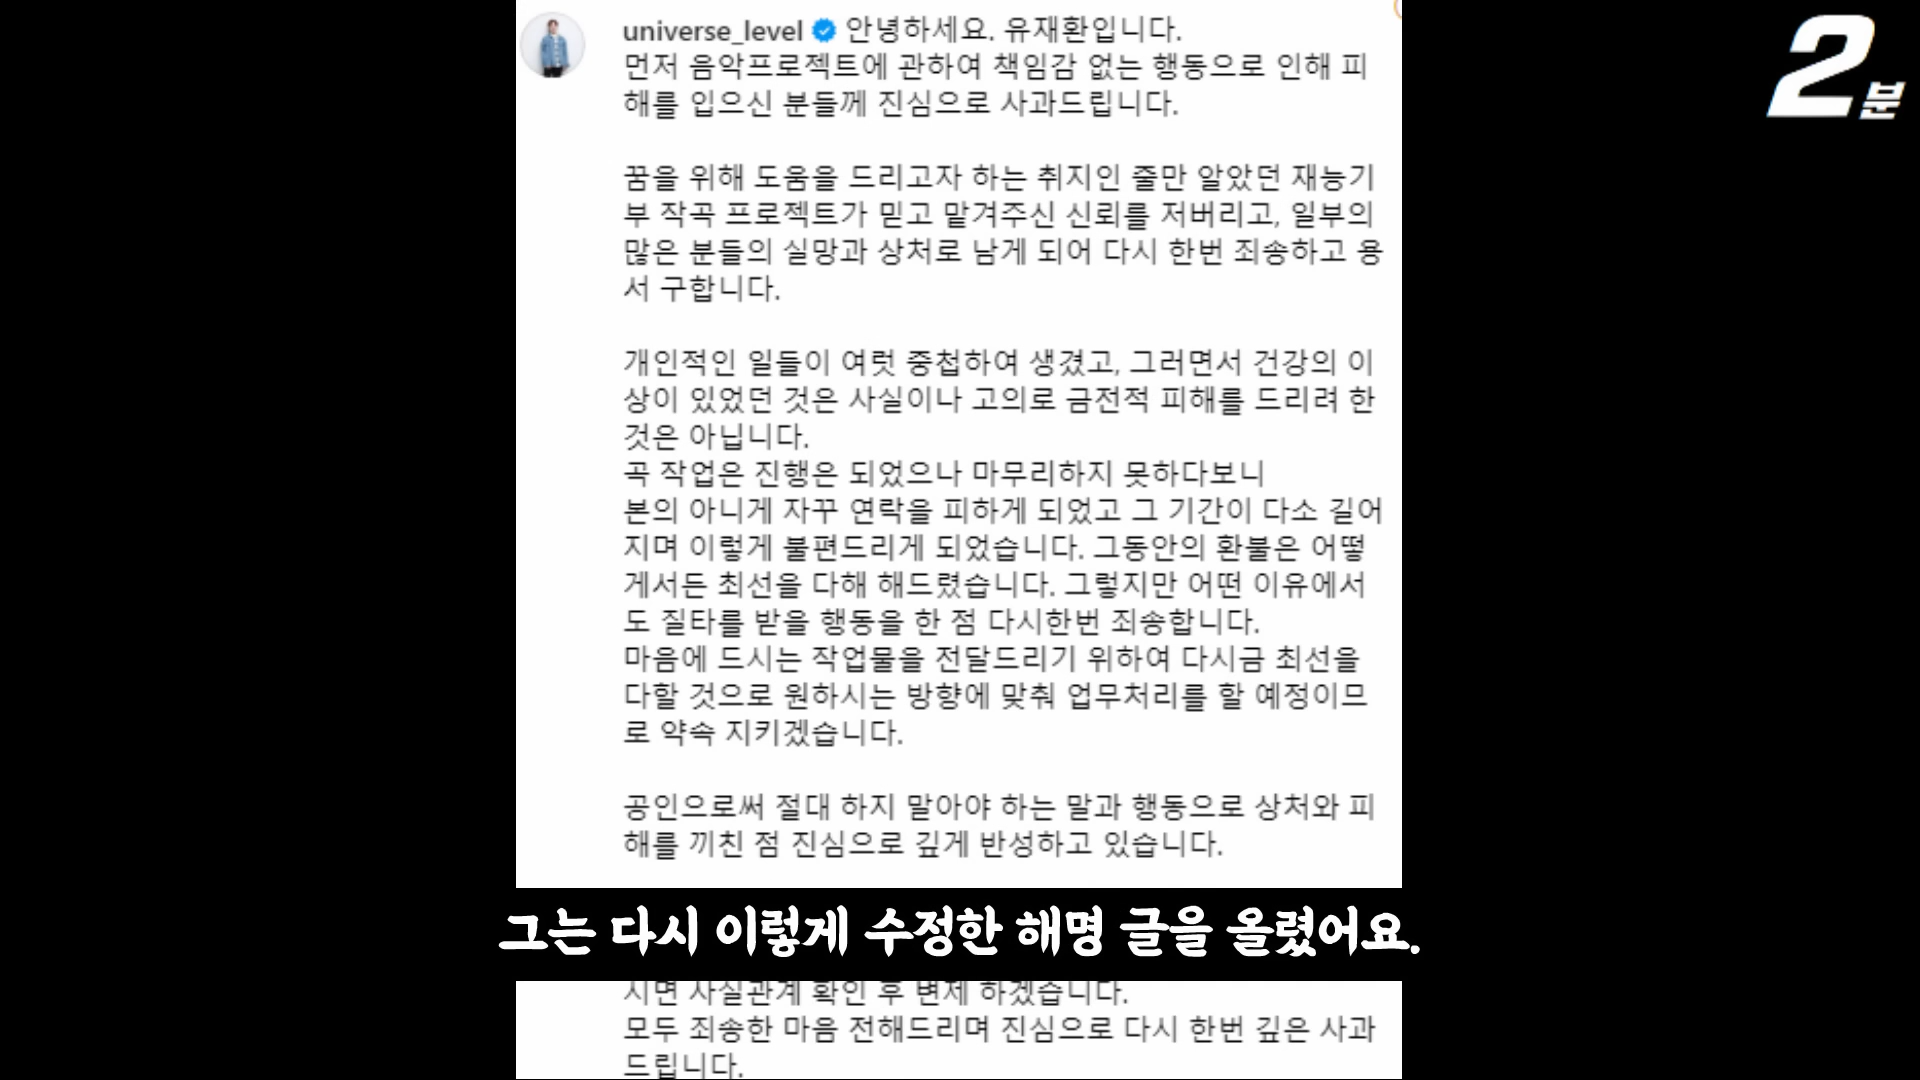 universe_level 안녕하세요. 유재환입니다.
먼저 음악프로젝트에 관하여 책임감 없는 행동으로 인해 피
해를 입으신 분들께 진심으로 사과드립니다.
꿈을 위해 도움을 드리고자 하는 취지인 줄만 알았던 재능기
부 작곡 프로젝트가 믿고 맡겨주신 신뢰를 저버리고, 일부의
많은 분들의 실망과 상처로 남게 되어 다시 한번 죄송하고 용
서 구합니다.
개인적인 일들이 여럿 중첩하여 생겼고, 그러면서 건강의 이
상이 있었던 것은 사실이나 고의로 금전적 피해를 드리려 한
것은 아닙니다.
곡 작업은 진행은 되었으나 마무리하지 못하다보니
본의 아니게 자꾸 연락을 피하게 되었고 그 기간이 다소 길어
지며 이렇게 불편드리게 되었습니다. 그동안의 환불은 어떻
게서든 최선을 다해 해드렸습니다. 그렇지만 어떤 이유에서
도 질타를 받을 행동을 한 점 다시한번 죄송합니다.
마음에 드시는 작업물을 전달드리기 위하여 다시금 최선을
다할 것으로 원하시는 방향에 맞춰 업무처리를 할 예정이므
로 약속 지키겠습니다.
공인으로써 절대 하지 말아야 하는 말과 행동으로 상처와 피
해를 끼친 점 진심으로 깊게 반성하고 있습니다.
그는 다시 이렇게 수정한 해명 글을 올렸어요.
시면 사실관계 확인 후 변제 하겠습니다.
모두 죄송한 마음 전해드리며 진심으로 다시 한번 깊은 사과
드립니다.
2분